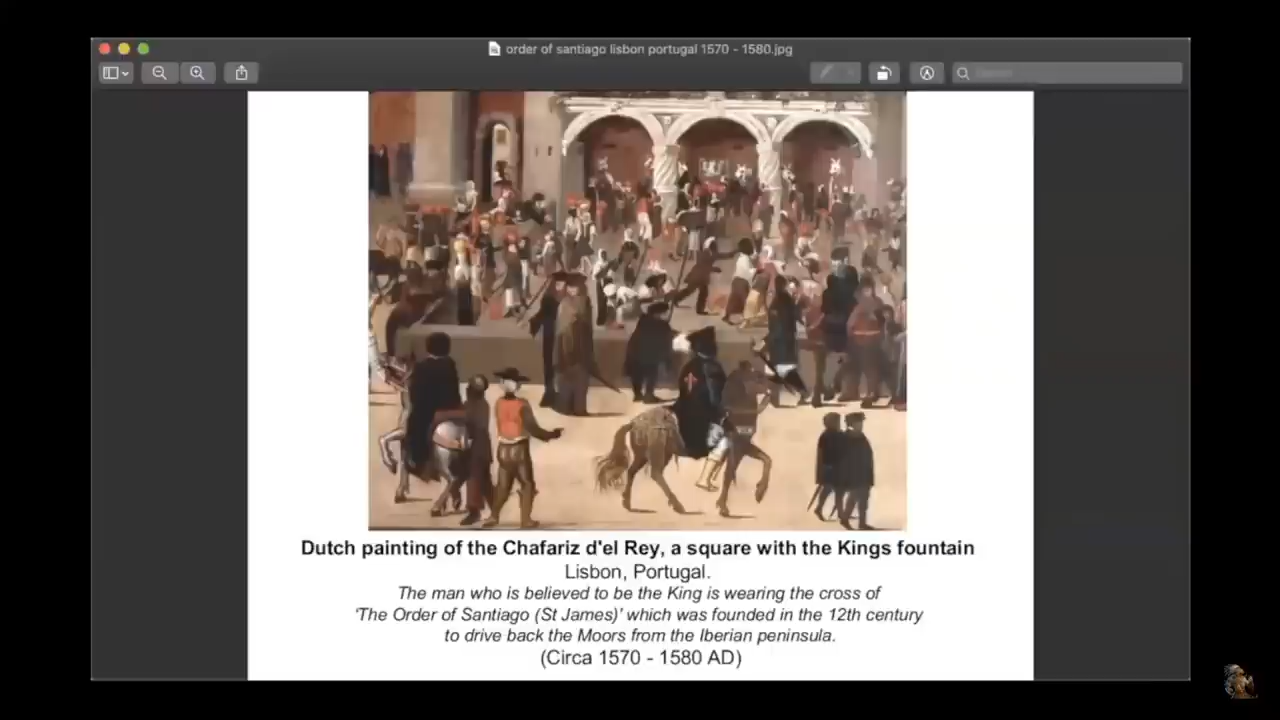 order of santiago lisbon portugal 1570 - 1580.jpg
Search
Dutch painting of the Chafariz d'el Rey, a square with the Kings fountain
Lisbon, Portugal.
The man who is believed to be the King is wearing the cross of
'The Order of Santiago (St James)' which was founded in the 12th century
to drive back the Moors from the Iberian peninsula.
(Circa 1570 - 1580 AD)